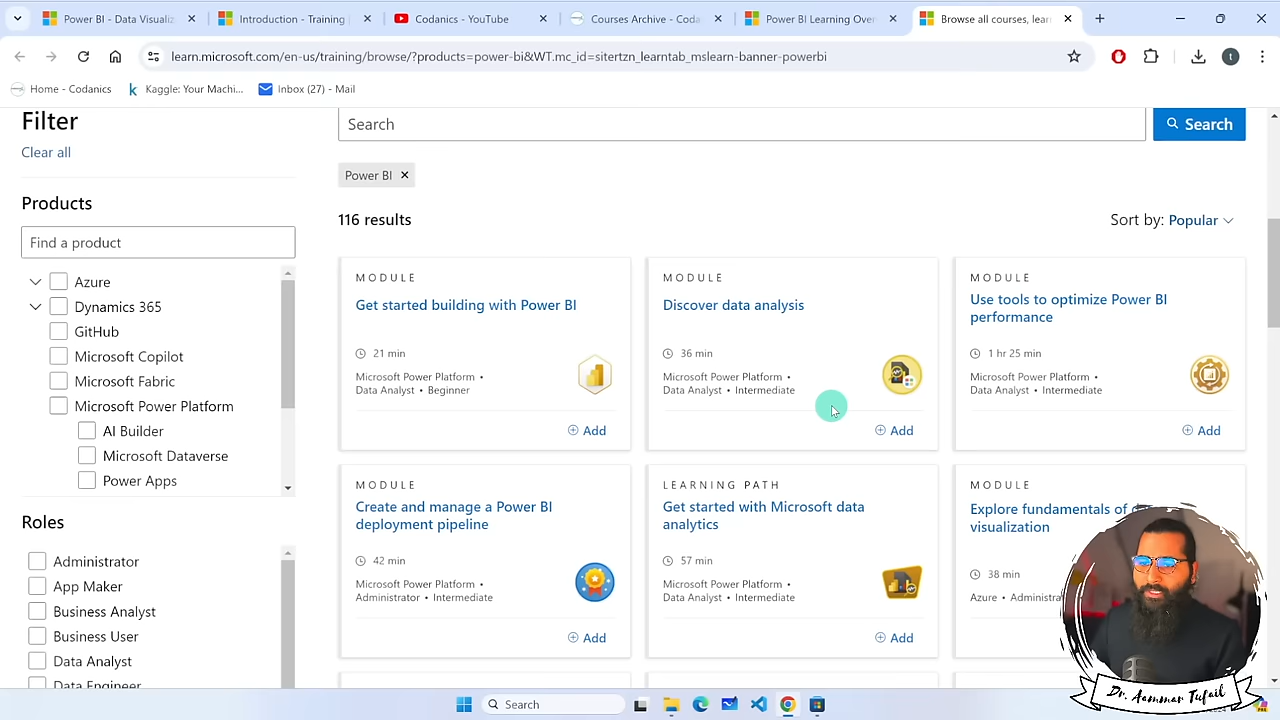 Power BI - Data Visualiz
Introduction - Training
Codanics - YouTube
Courses Archive - Coda
Power BI Learning Over
Browse all courses, lear
learn.microsoft.com/en-us/training/browse/?products=power-bi&WT.mc_id=sitertzn_learntab_mslearn-banner-powerbi
t
Home - Codanics
Kaggle: Your Machi...
Inbox (27) - Mail
Filter
Clear all
Products
Find a product
Azure
Dynamics 365
GitHub
Microsoft Copilot
Microsoft Fabric
Microsoft Power Platform
AI Builder
Microsoft Dataverse
Power Apps
Roles
Administrator
App Maker
Business Analyst
Business User
Data Analyst
Data Engineer
Search
Search
Power BI
116 results
Sort by: Popular
MODULE
Get started building with Power BI
21 min
Microsoft Power Platform •
Data Analyst • Beginner
Add
MODULE
Discover data analysis
36 min
Microsoft Power Platform •
Data Analyst • Intermediate
Add
MODULE
Use tools to optimize Power BI
performance
1 hr 25 min
Microsoft Power Platform •
Data Analyst • Intermediate
Add
MODULE
Create and manage a Power BI
deployment pipeline
42 min
Microsoft Power Platform •
Administrator • Intermediate
Add
LEARNING PATH
Get started with Microsoft data
analytics
57 min
Microsoft Power Platform •
Data Analyst • Intermediate
Add
MODULE
Explore fundamentals of
visualization
38 min
Azure • Administra
Dr. Aammar Tufail
Search